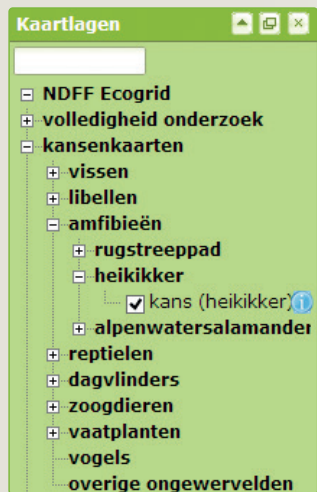 Kaartlagen
NDFF Ecogrid
volledigheid onderzoek
kansenkaarten
vissen
libellen
amfibieën
rugstreeppad
heikikker
kans (heikikker)
alpenwatersalamander
reptielen
dagvlinders
zoogdieren
vaatplanten
vogels
overige ongewervelden